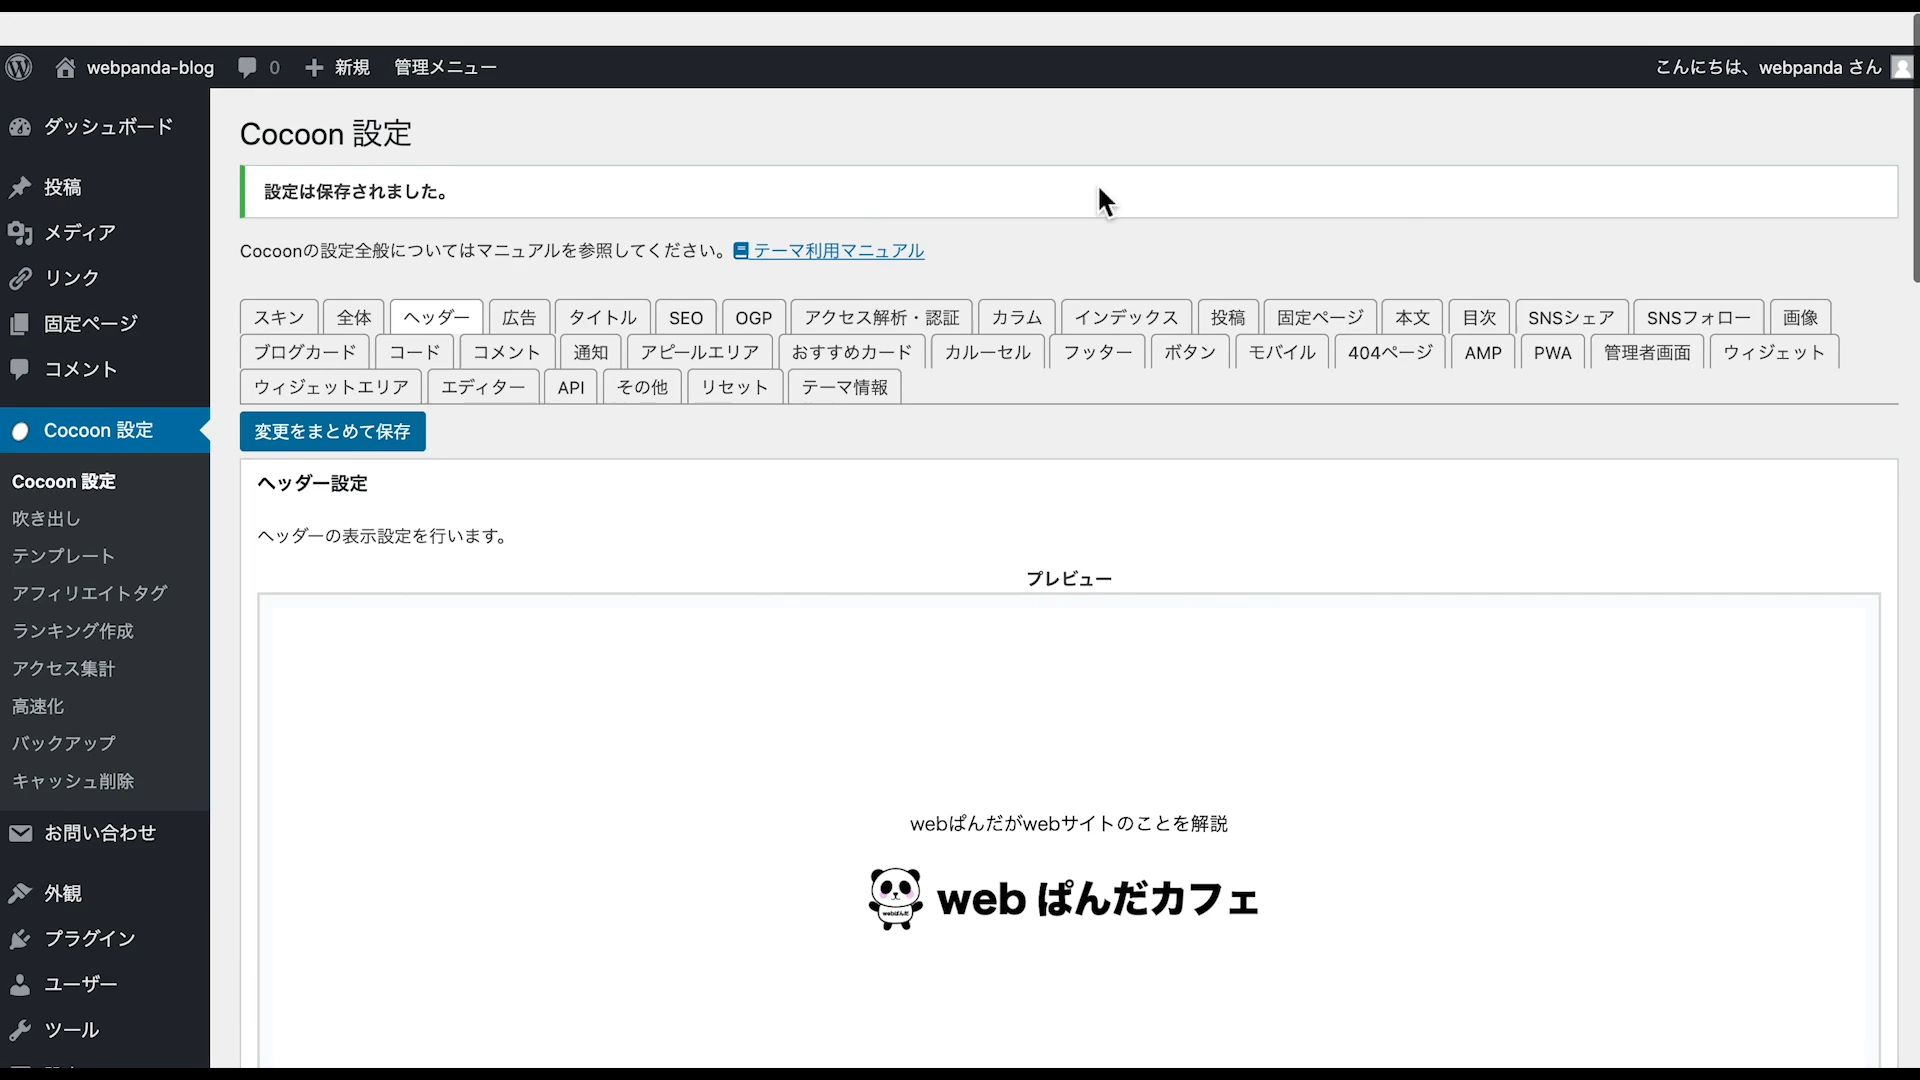 webpanda-blog 0 新規 管理メニュー こんにちは、webpanda さん
ダッシュボード
投稿
メディア
リンク
固定ページ
コメント
Cocoon 設定
Cocoon 設定
吹き出し
テンプレート
アフィリエイトタグ
ランキング作成
アクセス集計
高速化
バックアップ
キャッシュ削除
お問い合わせ
外観
プラグイン
ユーザー
ツール
Cocoon 設定
設定は保存されました。
Cocoonの設定全般についてはマニュアルを参照してください。 テーマ利用マニュアル
スキン 全体 ヘッダー 広告 タイトル SEO OGP アクセス解析・認証 カラム インデックス 投稿 固定ページ 本文 目次 SNSシェア SNSフォロー 画像
ブログカード コード コメント 通知 アピールエリア おすすめカード カルーセル フッター ボタン モバイル 404ページ AMP PWA 管理者画面 ウィジェット
ウィジェットエリア エディター API その他 リセット テーマ情報
変更をまとめて保存
ヘッダー設定
ヘッダーの表示設定を行います。
プレビュー
webぱんだがwebサイトのことを解説
web ぱんだカフェ
webぱんだ